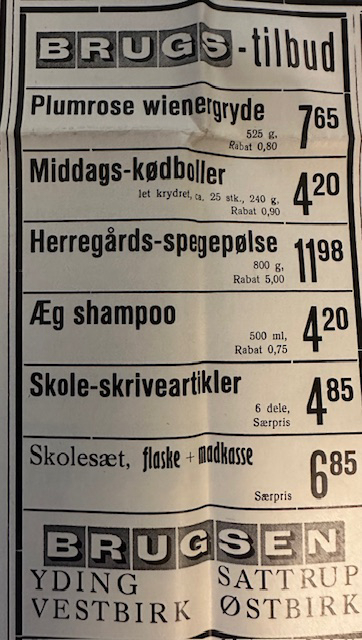 BRUGS-tilbud
Plumrose wienergryde
525 g,
Rabat 0,80
7 65
Middags-kødboller
let krydret, ca. 25 stk., 240 g,
Rabat 0,90
4 20
Herregårds-spegepølse
800 g,
Rabat 5,00
11 98
Æg shampoo
500 ml,
Rabat 0,75
4 20
Skole-skriveartikler
6 dele,
Særpris
4 85
Skolesæt, flaske + madkasse
Særpris
6 85
BRUGSEN
YDING SATTRUP
VESTBIRK ØSTBIRK